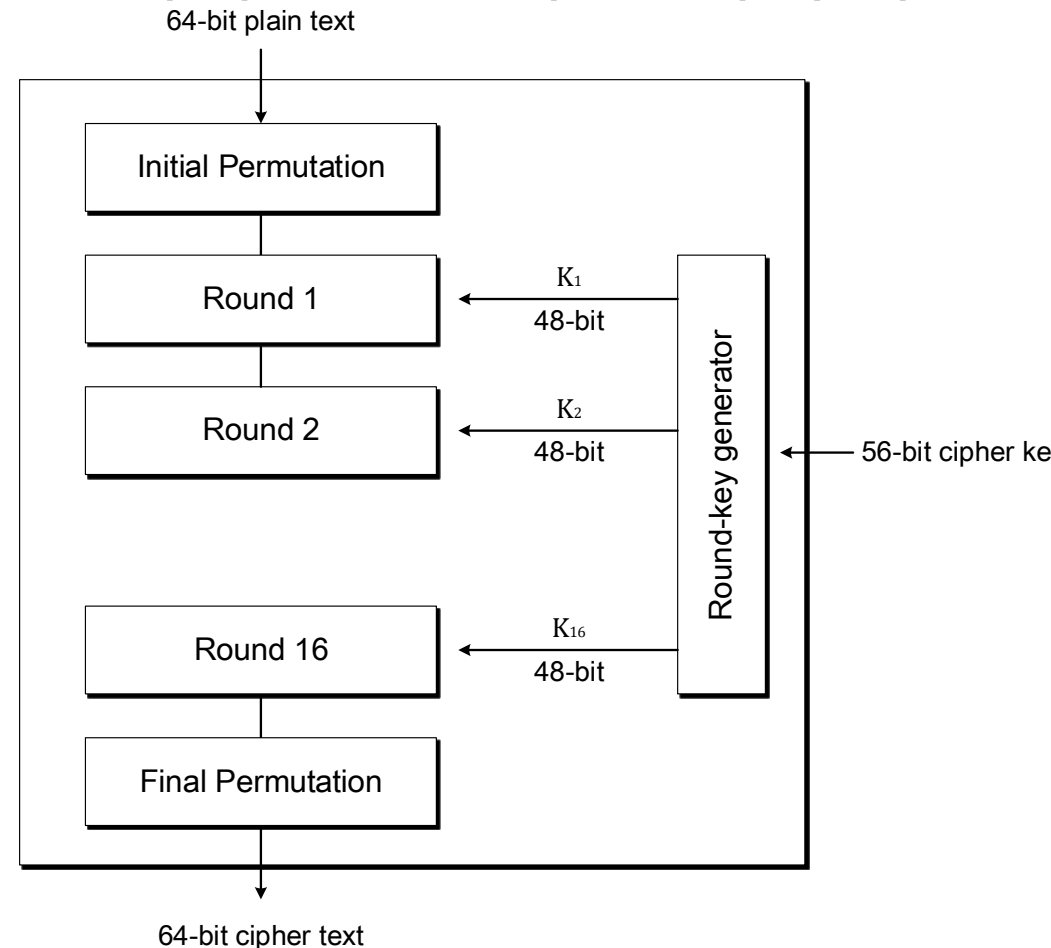 64-bit plain text
Initial Permutation
Round 1
K₁
48-bit
Round 2
K₂
48-bit
Round-key generator
56-bit cipher ke
Round 16
K₁₆
48-bit
Final Permutation
64-bit cipher text